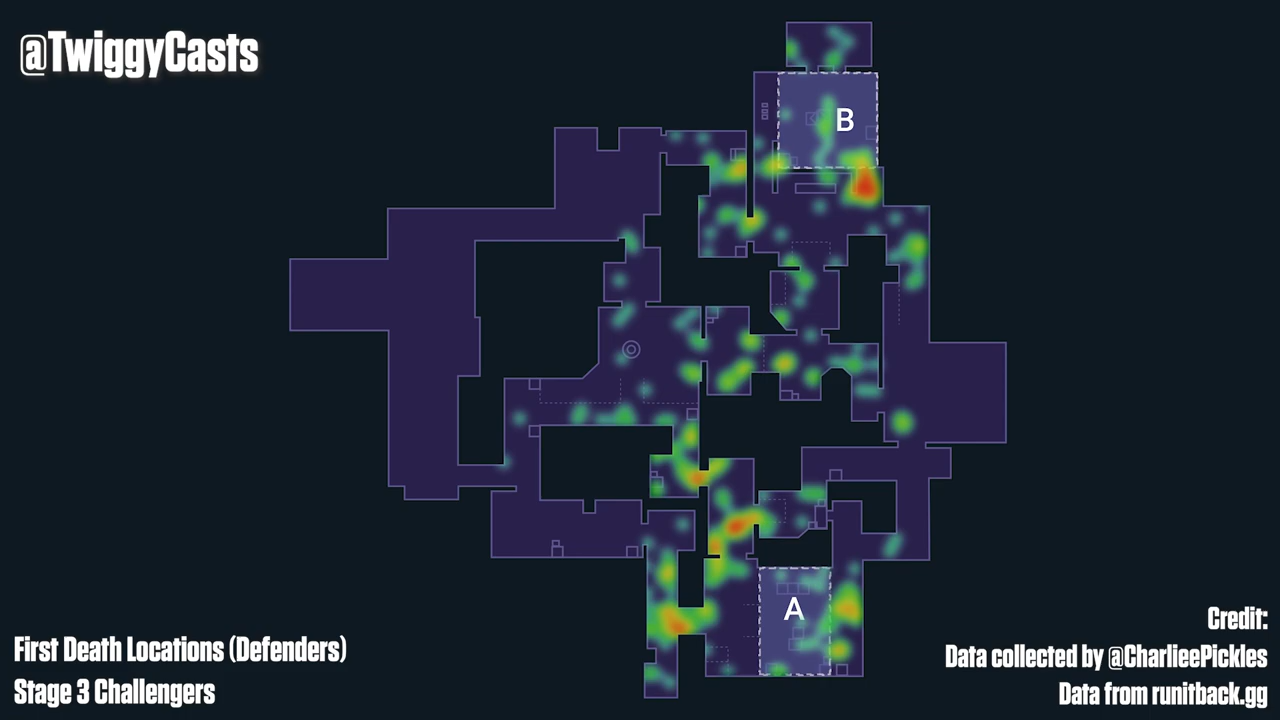 @TwiggyCasts
B
A
First Death Locations (Defenders)
Stage 3 Challengers
Credit:
Data collected by @CharlieePickles
Data from runitback.gg